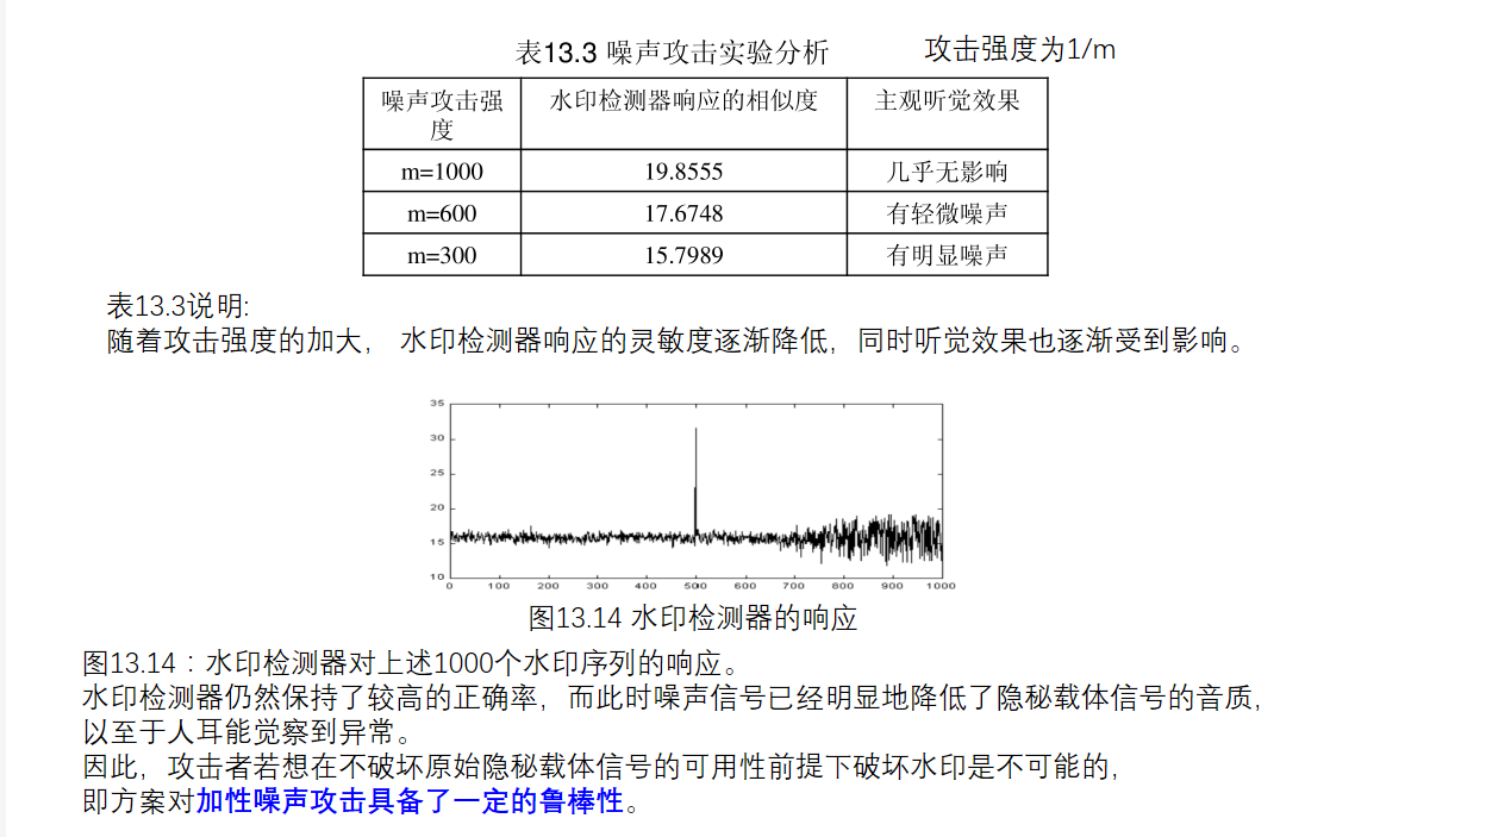 表13.3 噪声攻击实验分析
攻击强度为1/m
噪声攻击强
度
水印检测器响应的相似度
主观听觉效果
m=1000
19.8555
几乎无影响
m=600
17.6748
有轻微噪声
m=300
15.7989
有明显噪声
表13.3说明:
随着攻击强度的加大， 水印检测器响应的灵敏度逐渐降低，同时听觉效果也逐渐受到影响。
35
30
25
20
15
10
0 100 200 300 400 500 600 700 800 900 1000
图13.14 水印检测器的响应
图13.14：水印检测器对上述1000个水印序列的响应。
水印检测器仍然保持了较高的正确率，而此时噪声信号已经明显地降低了隐秘载体信号的音质，
以至于人耳能觉察到异常。
因此，攻击者若想在不破坏原始隐秘载体信号的可用性前提下破坏水印是不可能的，
即方案对加性噪声攻击具备了一定的鲁棒性。